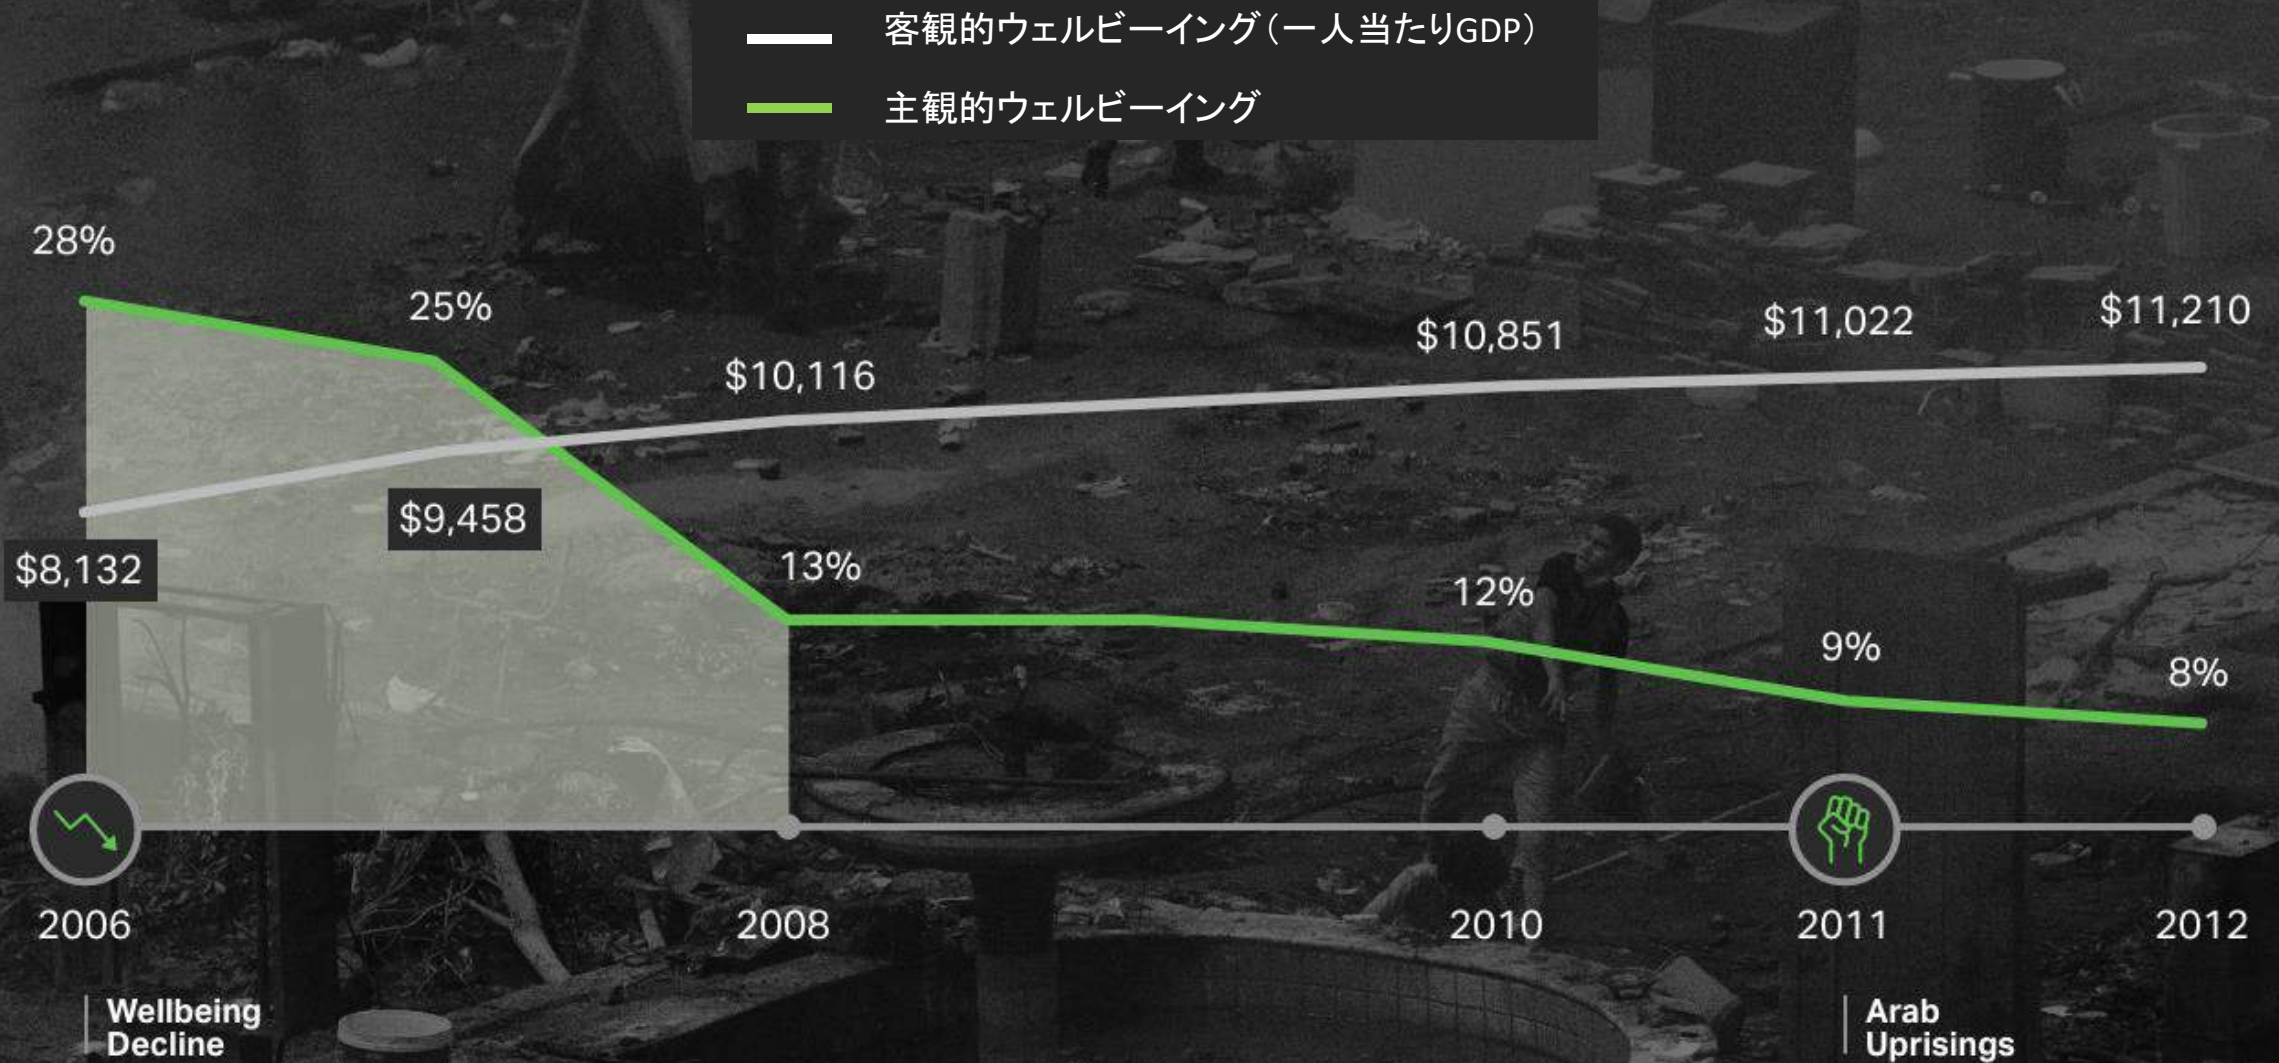 客観的ウェルビーイング（一人当たりGDP）
主観的ウェルビーイング
28%
25%
$10,116
$10,851
$11,022
$11,210
$8,132
$9,458
13%
12%
9%
8%
2006
2008
2010
2011
2012
Wellbeing
Decline
Arab
Uprisings